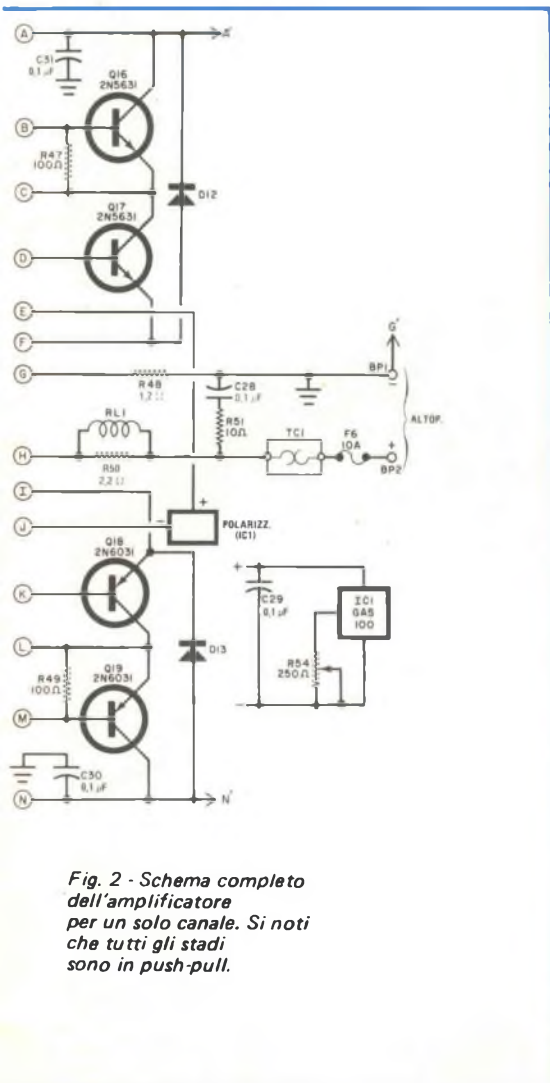 A
A'
C31
0,1 µF
Q16
2N5631
B
R47
100Ω
C
D12
Q17
2N5631
D
E
F
G'
G
BP1
−
R48
1,2 Ω
C28
0,1 µF
R51
10Ω
ALTOP.
RL1
TC1
F6
10A
+
H
BP2
R50
2,2 Ω
I
+
J
−
POLARIZZ.
(IC1)
Q18
2N6031
+
K
C29
0,1 µF
IC1
GAS
100
L
D13
R49
100Ω
Q19
2N6031
R54
250Ω
M
−
C30
0,1 µF
N
N'
Fig. 2 - Schema completo
dell'amplificatore
per un solo canale. Si noti
che tutti gli stadi
sono in push-pull.